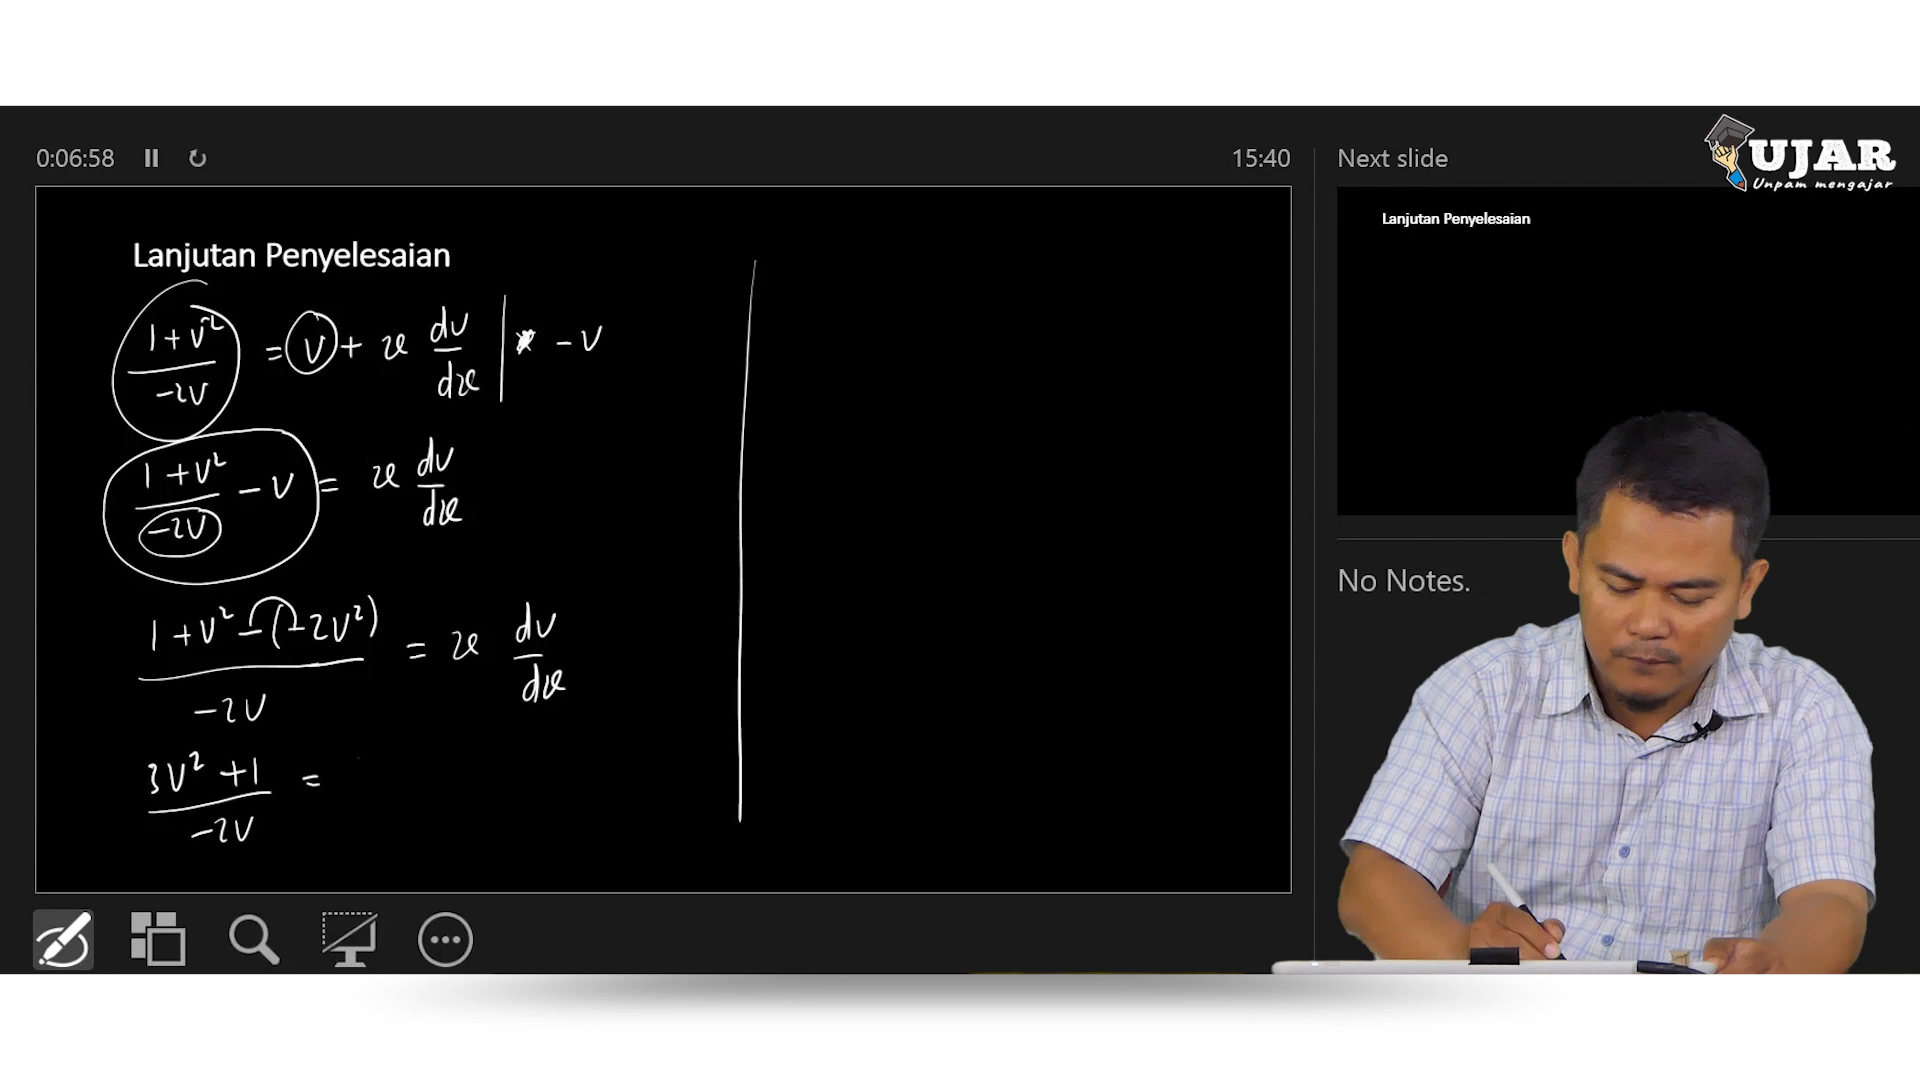 0:06:58
15:40
Next slide
UJAR
Unpam mengajar
Lanjutan Penyelesaian
Lanjutan Penyelesaian
(1+v²)/(-2v) = v + x dv/dx | - v
(1+v²)/(-2v) - v = x dv/dx
(1+v² - (-2v²))/(-2v) = x dv/dx
(3v²+1)/(-2v) =
No Notes.